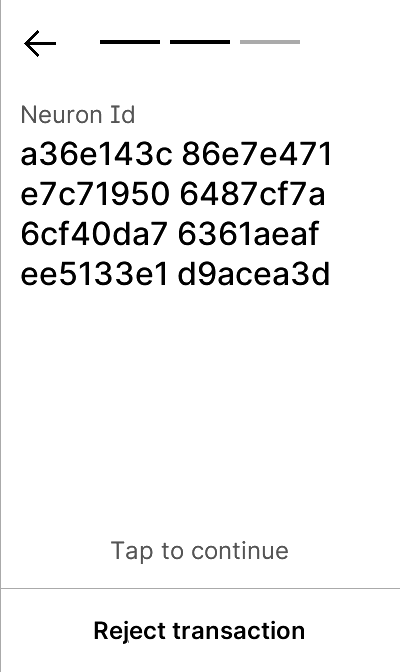 Neuron Id
a36e143c 86e7e471
e7c71950 6487cf7a
6cf40da7 6361aeaf
ee5133e1 d9acea3d
Tap to continue
Reject transaction